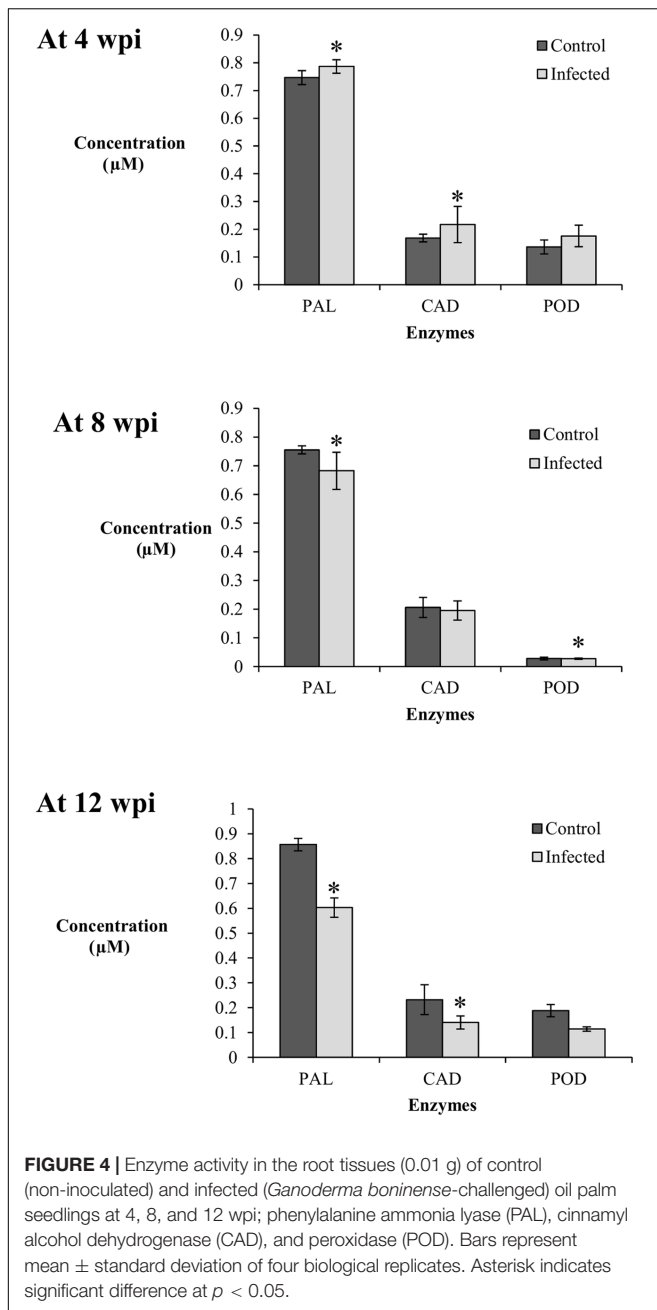 At 4 wpi
Control
Infected
Concentration
(µM)
0.9
0.8
0.7
0.6
0.5
0.4
0.3
0.2
0.1
0
*
*
PAL
CAD
POD
Enzymes
At 8 wpi
Control
Infected
Concentration
(µM)
0.9
0.8
0.7
0.6
0.5
0.4
0.3
0.2
0.1
0
*
*
PAL
CAD
POD
Enzymes
At 12 wpi
Control
Infected
Concentration
(µM)
1
0.9
0.8
0.7
0.6
0.5
0.4
0.3
0.2
0.1
0
*
*
PAL
CAD
POD
Enzymes
FIGURE 4 | Enzyme activity in the root tissues (0.01 g) of control
(non-inoculated) and infected (Ganoderma boninense-challenged) oil palm
seedlings at 4, 8, and 12 wpi; phenylalanine ammonia lyase (PAL), cinnamyl
alcohol dehydrogenase (CAD), and peroxidase (POD). Bars represent
mean ± standard deviation of four biological replicates. Asterisk indicates
significant difference at p < 0.05.